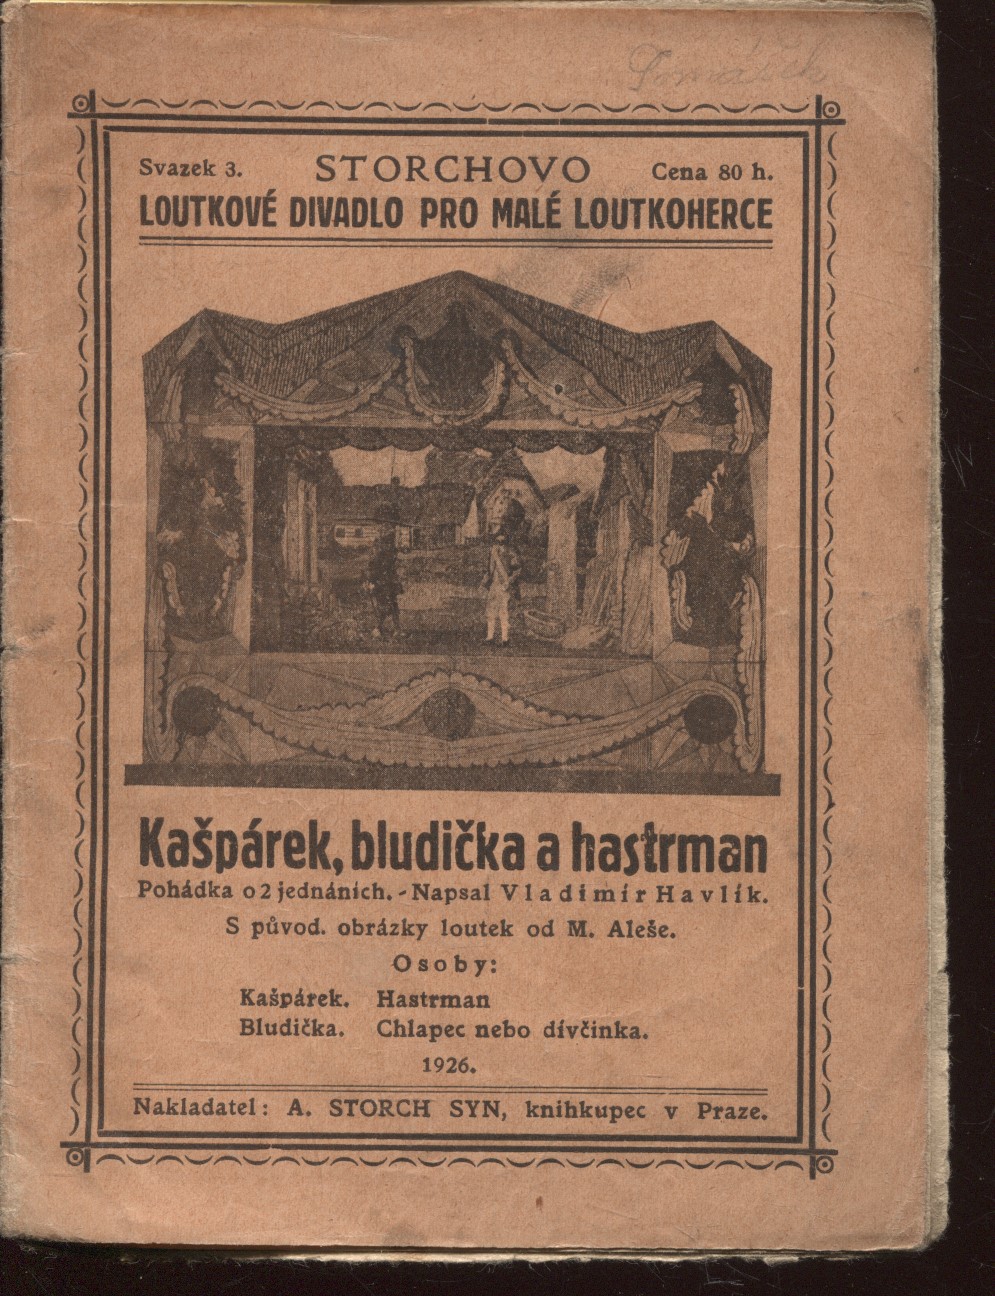 Svazek 3. STORCHOVO Cena 80 h.
LOUTKOVÉ DIVADLO PRO MALÉ LOUTKOHERCE
Kašpárek, bludička a hastrman
Pohádka o 2 jednáních. - Napsal Vladimír Havlík.
S původ. obrázky loutek od M. Aleše.
Osoby:
Kašpárek. Hastrman
Bludička. Chlapec nebo dívčinka.
1926.
Nakladatel: A. STORCH SYN, knihkupec v Praze.